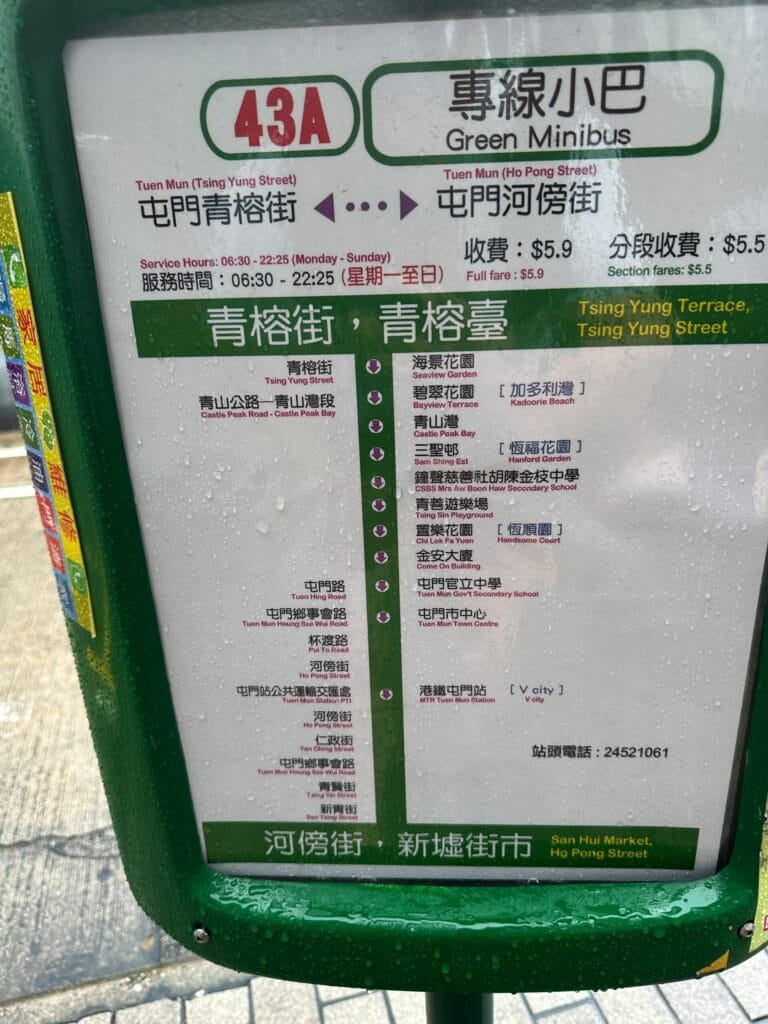 43A
專線小巴
Green Minibus
Tuen Mun (Tsing Yung Street)
屯門青榕街
Tuen Mun (Ho Pong Street)
屯門河傍街
Service Hours: 06:30 - 22:25 (Monday - Sunday)
服務時間：06:30 - 22:25 (星期一至日)
收費：$5.9
Full fare : $5.9
分段收費：$5.5
Section fares: $5.5
青榕街，青榕臺
Tsing Yung Terrace,
Tsing Yung Street
青榕街
Tsing Yung Street
海景花園
Seaview Garden
青山公路—青山灣段
Castle Peak Road - Castle Peak Bay
碧翠花園 [ 加多利灣 ]
Bayview Terrace Kadoorie Beach
青山灣
Castle Peak Bay
三聖邨 [ 恆福花園 ]
Sam Shing Est Hanford Garden
鐘聲慈善社胡陳金枝中學
CSBS Mrs Aw Boon Haw Secondary School
青善遊樂場
Tsing Sin Playground
置樂花園 [ 恆順園 ]
Chi Lok Fa Yuen Handsome Court
金安大廈
Come On Building
屯門路
Tuen Hing Road
屯門官立中學
Tuen Mun Gov't Secondary School
屯門鄉事會路
Tuen Mun Heung Sze Wui Road
屯門市中心
Tuen Mun Town Centre
杯渡路
Pui To Road
河傍街
Ho Pong Street
屯門站公共運輸交匯處
Tuen Mun Station PTI
港鐵屯門站 [ V city ]
MTR Tuen Mun Station V city
河傍街
Ho Pong Street
仁政街
Yan Ching Street
屯門鄉事會路
Tuen Mun Heung Sze Wui Road
青賢街
Tsing Yin Street
新青街
San Tsing Street
站頭電話：24521061
河傍街，新墟街市
San Hui Market,
Ho Pong Street